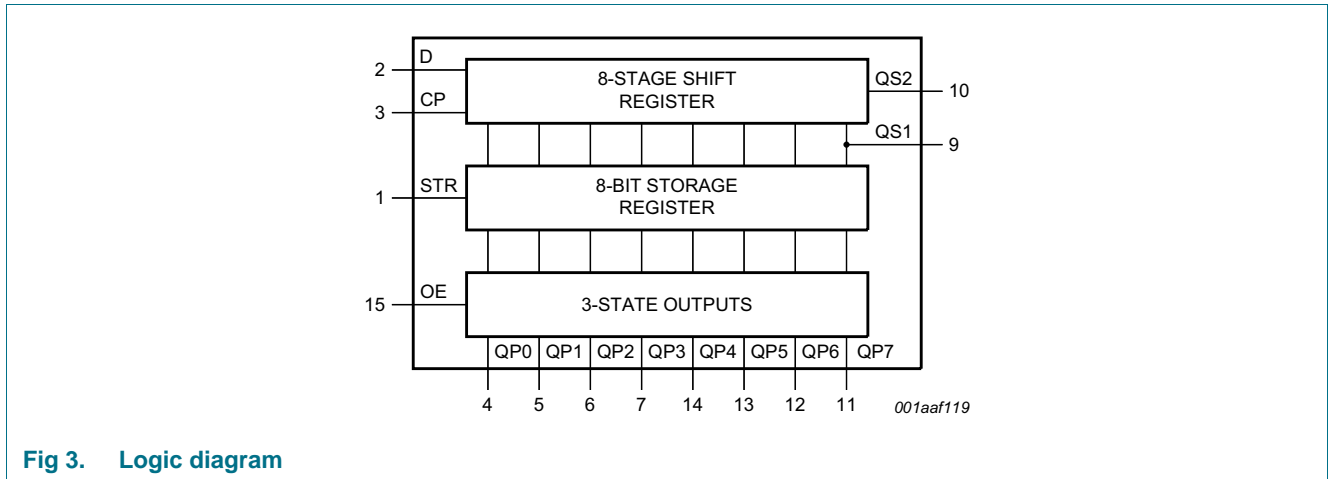 D
2
8-STAGE SHIFT
REGISTER
QS2
10
CP
3
QS1
9
STR
1
8-BIT STORAGE
REGISTER
OE
15
3-STATE OUTPUTS
QP0 QP1 QP2 QP3 QP4 QP5 QP6 QP7
4 5 6 7 14 13 12 11
001aaf119
Fig 3. Logic diagram